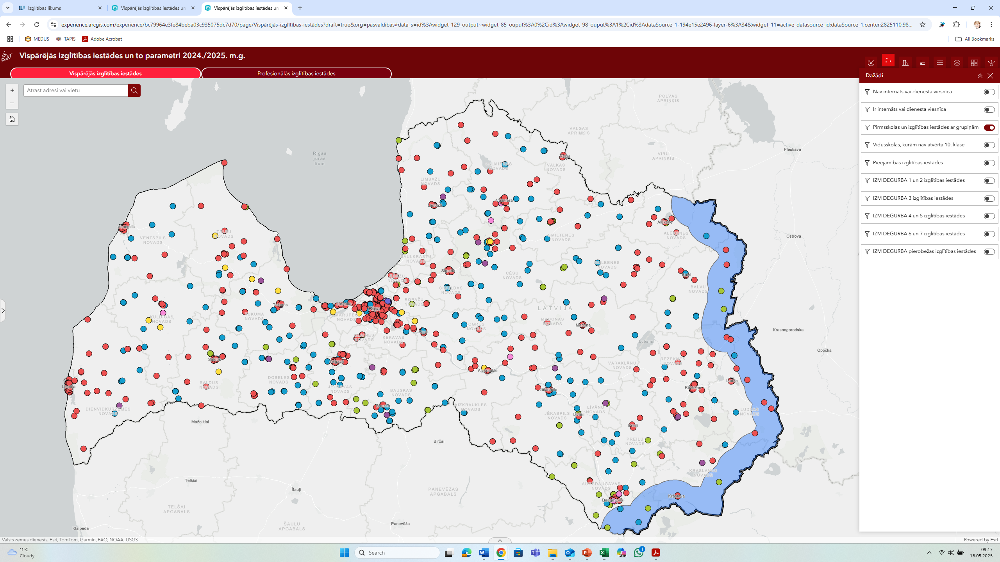 Izglītības likums
Vispārējās izglītības iestādes un
Vispārējās izglītības iestādes un
experience.arcgis.com/experience/bc79964e3fe84beba03c935075dc7d70/page/Vispārējās-izglītības-iestādes?draft=true&org=pasvaldibas#data_s=id%3Awidget_129_output~widget_85_ouput%3A0%2Cid%3Awidget_98_ouput%3A1%2Cid%3AdataSource_1-194e15e2496-layer-6%3A34&widget_11=active_datasource_id:dataSource_1,center:2825110.98...
MEDUS
TAPIS
Adobe Acrobat
All Bookmarks
Vispārējās izglītības iestādes un to parametri 2024./2025. m.g.
Vispārējās izglītības iestādes
Profesionālās izglītības iestādes
Atrast adresi vai vietu
Dažādi
Nav internāts vai dienesta viesnīca
Ir internāts vai dienesta viesnīca
Pirmsskolas un izglītības iestādes ar grupiņām
Vidusskolas, kurām nav atvērta 10. klase
Pieejamības izglītības iestādes
IZM DEGURBA 1 un 2 izglītības iestādes
IZM DEGURBA 3 izglītības iestādes
IZM DEGURBA 4 un 5 izglītības iestādes
IZM DEGURBA 6 un 7 izglītības iestādes
IZM DEGURBA pierobežas izglītības iestādes
POLVAS
APRIŅĶIS
VALGAS
APRIŅĶIS
VIRU
APRIŅĶIS
Pleskava
Rīgas
jūras
līcis
Valga
VALMIERAS
NOVADS
VALKAS
NOVADS
LIMBAŽU
NOVADS
Limbaži
Valmiera
Ventspils
VENTSPILS
NOVADS
TALSU
NOVADS
Alūksne
ALŪKSNES
NOVADS
SMILTENES
NOVADS
Ostrova
SAULKRASTU
NOVADS
Sigulda
CĒSU
NOVADS
GULBENES
NOVADS
Balvi
BALVU
NOVADS
ĀDAŽU
NOVADS
SIGULDAS
NOVADS
ROPAŽU
NOVADS
Tukums
Jūrmala
Rīga
LATVIJA
KULDĪGAS
NOVADS
TUKUMA
NOVADS
MĀRUPES
NOVADS
OGRES
NOVADS
MADONAS
NOVADS
Madona
Krasnogorodska
Ogre
OLAINES
NOVADS
ĶEKAVAS
NOVADS
Lubāns
Opočka
Saldus
Jelgava
RĒZEKNES
NOVADS
VARAKĻĀNU
NOVADS
Aizkraukle
Liepāja
SALDUS
NOVADS
DOBELES
NOVADS
JELGAVAS
NOVADS
BAUSKAS
NOVADS
Jēkabpils
Rēzekne
Ludza
Bauska
AIZKRAUKLES
NOVADS
DIENVIDKURZEMES
NOVADS
JĒKABPILS
NOVADS
LĪVĀNU
NOVADS
Līvāni
LUDZAS
NOVADS
Mažeikiai
Preiļi
Biržai
PREIĻU
NOVADS
KRĀSLAVAS
NOVADS
Telšiai
Šauļi
AUGŠDAUGAVAS
NOVADS
PANEVĒŽAS
APGABALS
Daugavpils
Krāslava
TELŠAI
APGABALS
ŠAUĻU
APGABALS
Panevēža
Klaipėda
Valsts zemes dienests, Esri, TomTom, Garmin, FAO, NOAA, USGS
Powered by Esri
11°C
Cloudy
Search
M365
1
09:17
18.05.2025